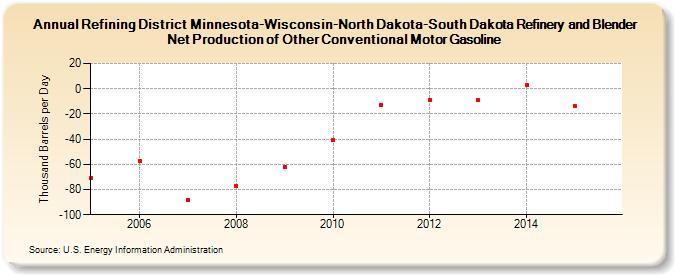 Annual Refining District Minnesota-Wisconsin-North Dakota-South Dakota Refinery and Blender
Net Production of Other Conventional Motor Gasoline
Thousand Barrels per Day
20
0
-20
-40
-60
-80
-100
2006 2008 2010 2012 2014
Source: U.S. Energy Information Administration